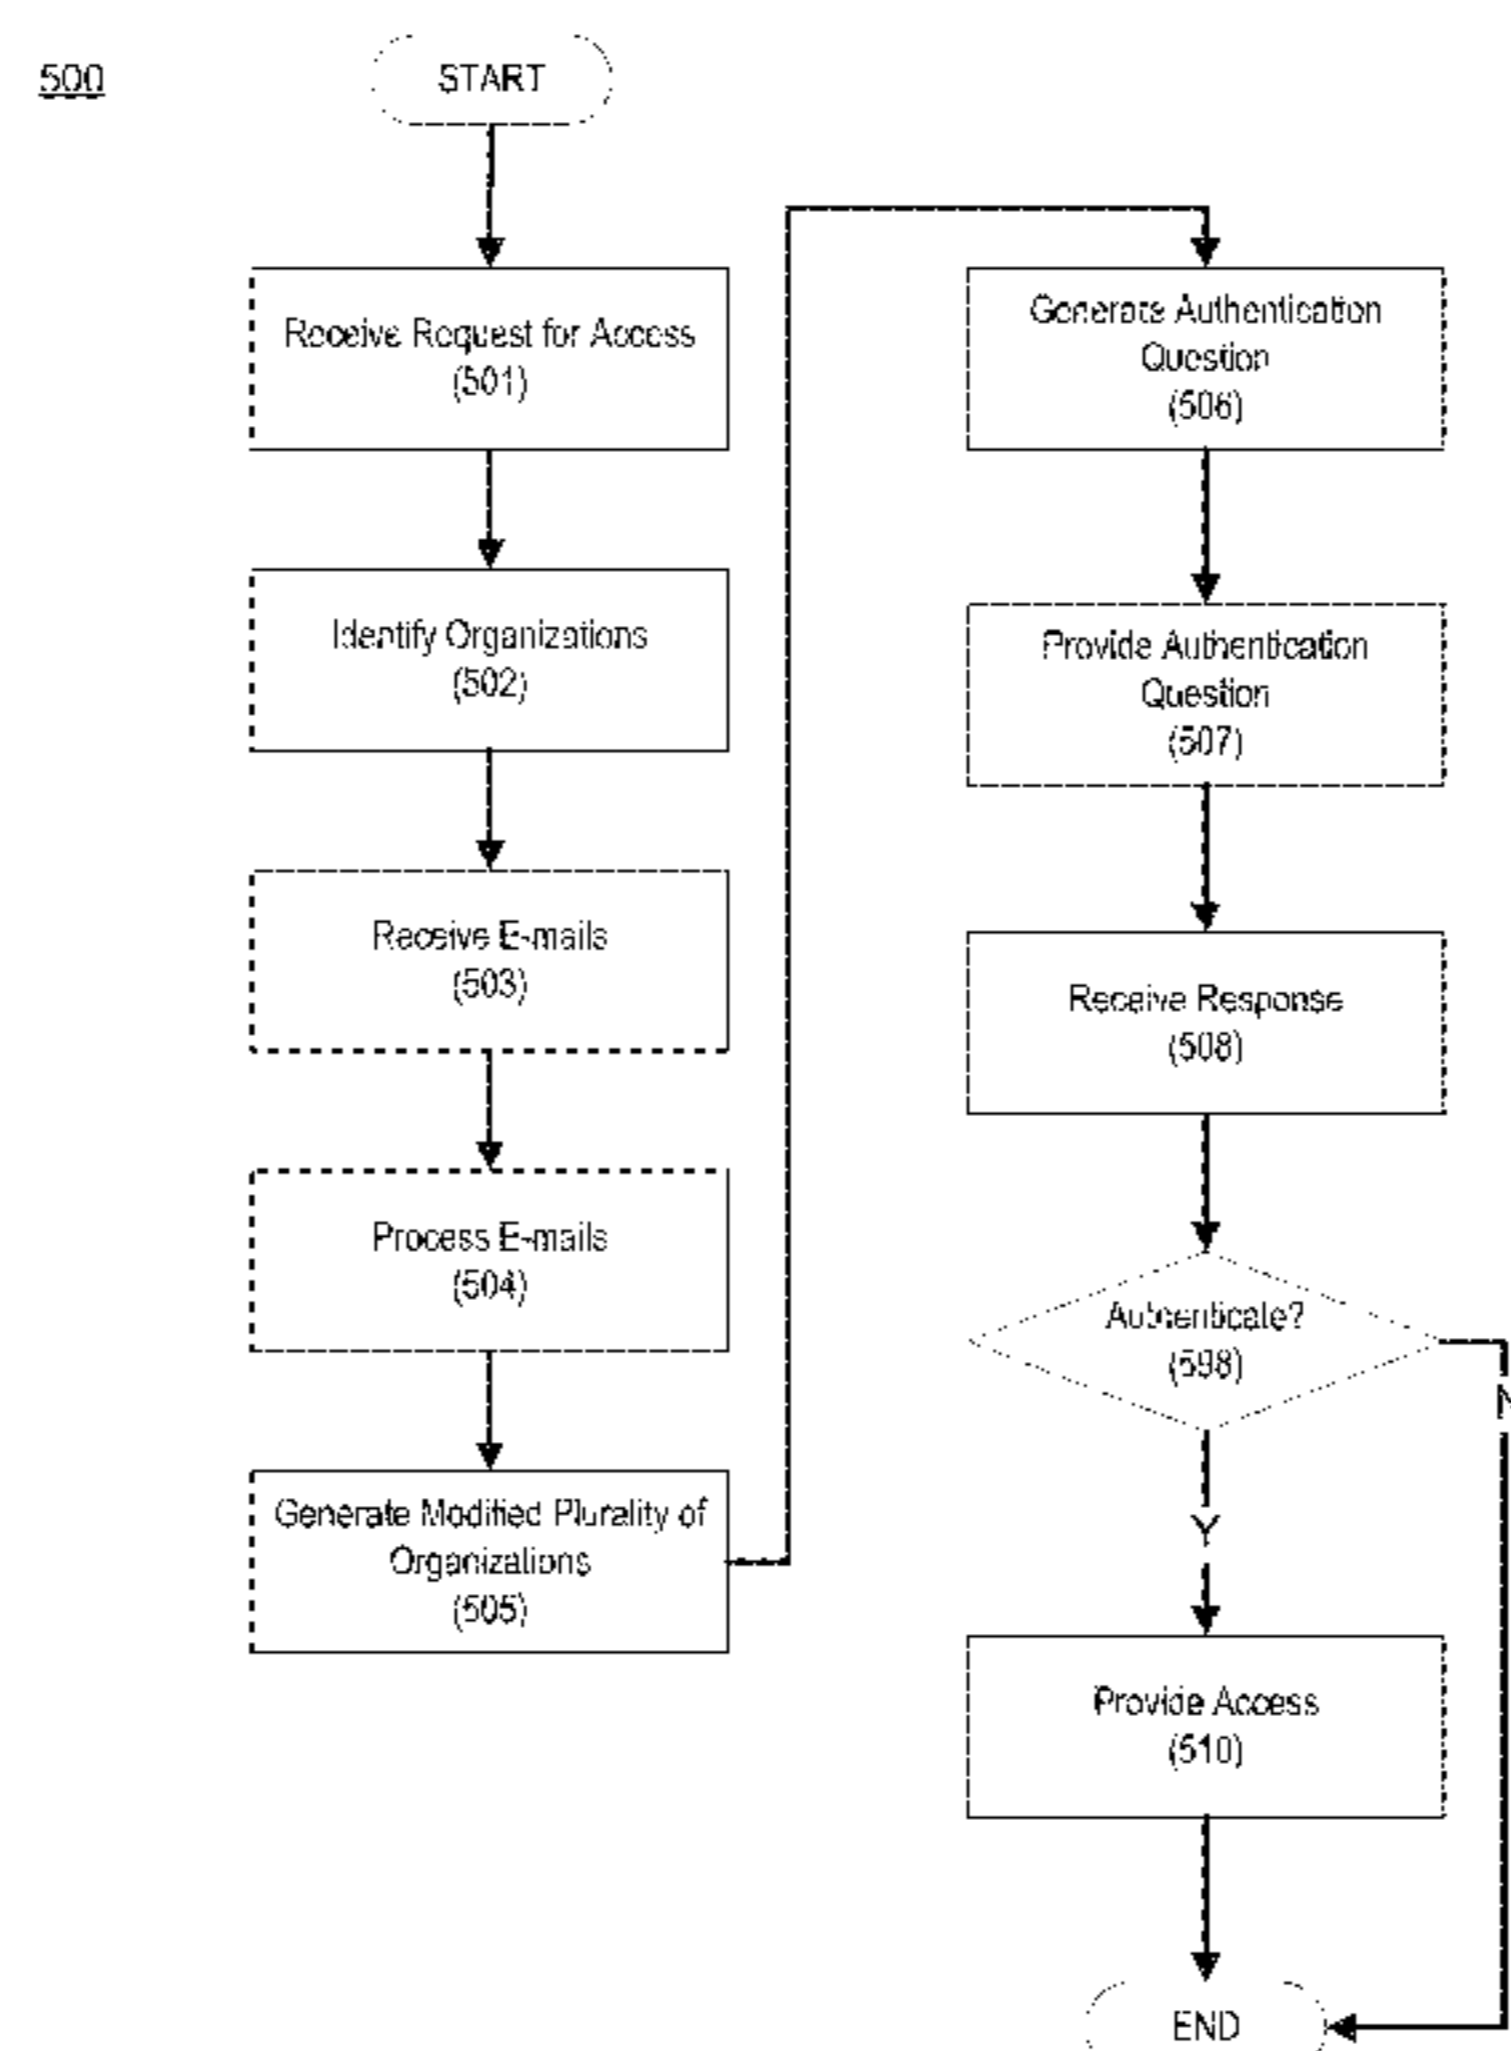 500
START
Receive Request for Access
(501)
Identify Organizations
(502)
Receive E-mails
(503)
Process E-mails
(504)
Generate Modified Plurality of
Organizations
(505)
Generate Authentication
Question
(506)
Provide Authentication
Question
(507)
Receive Response
(508)
Authenticate?
(598)
N
Y
Provide Access
(510)
END